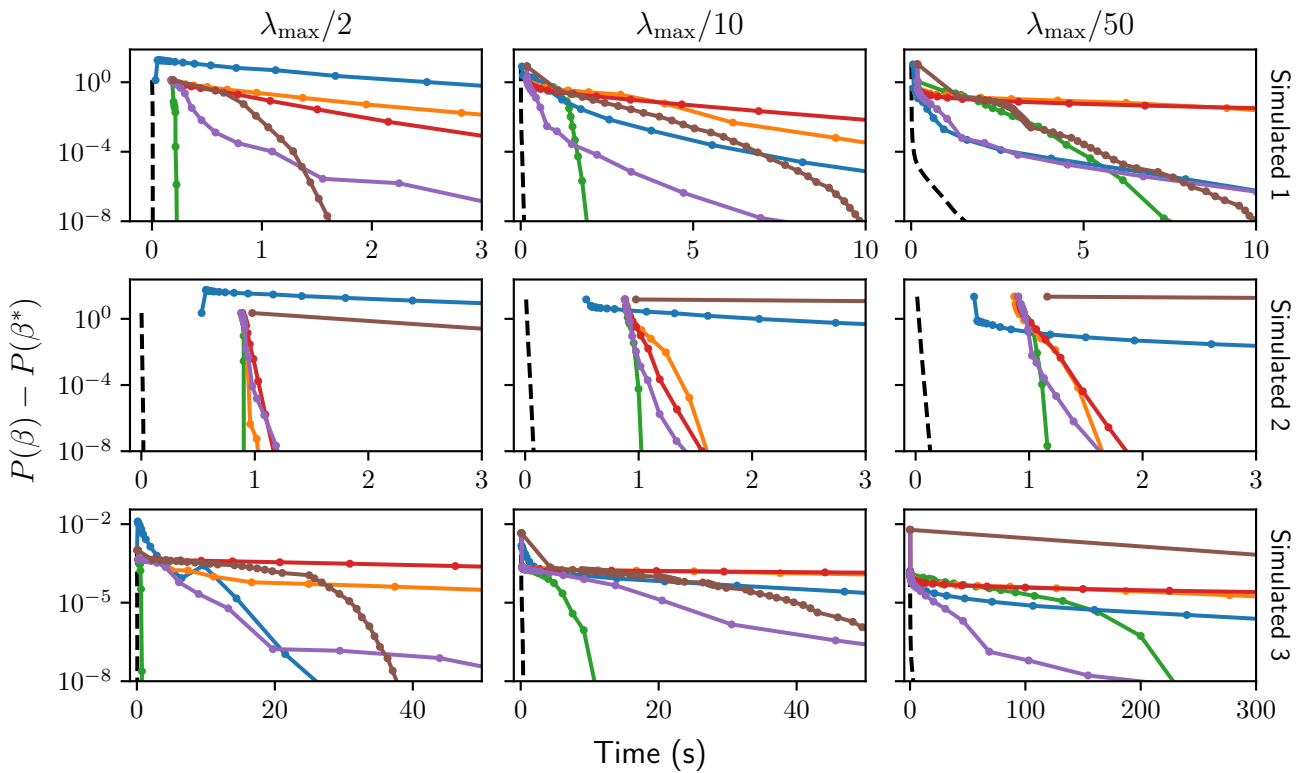 λmax/2 λmax/10 λmax/50
10^0
10^−4
10^−8
0 1 2 3
0 5 10
0 5 10
Simulated 1
10^0
10^−4
10^−8
0 1 2 3
0 1 2 3
0 1 2 3
Simulated 2
10^−2
10^−5
10^−8
0 20 40
0 20 40
0 100 200 300
Simulated 3
P(β) − P(β*)
Time (s)